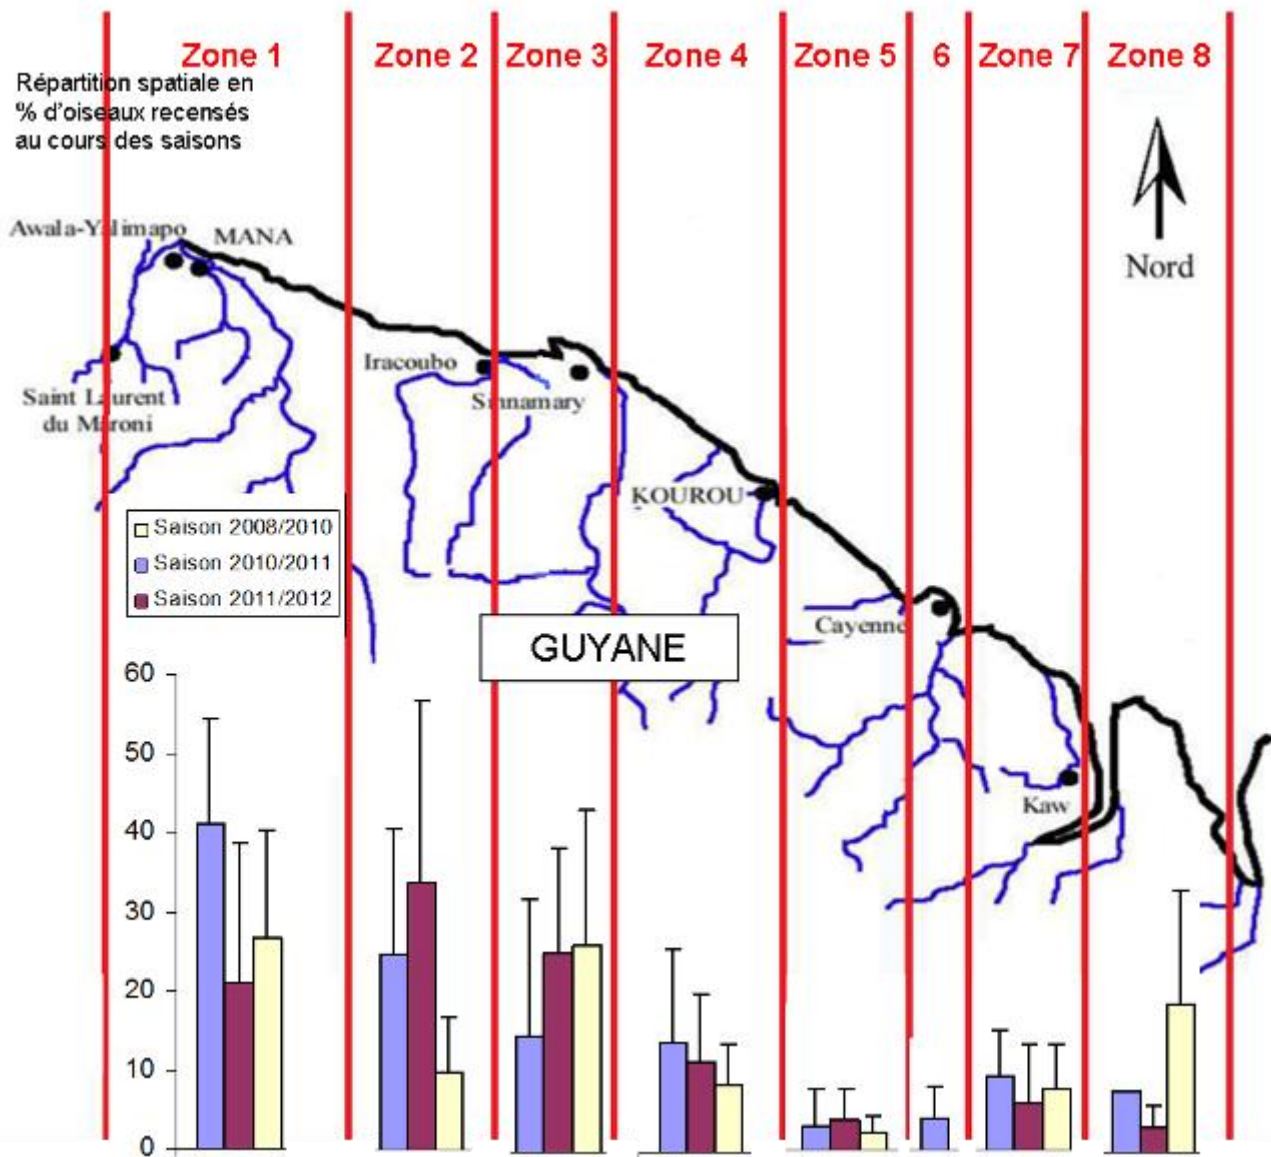 Zone 1
Zone 2
Zone 3
Zone 4
Zone 5
6
Zone 7
Zone 8
Répartition spatiale en
% d'oiseaux recensés
au cours des saisons
Awala-Yalimapo
MANA
Nord
Iracoubo
Sinnamary
Saint Laurent
du Maroni
KOUROU
Saison 2008/2010
Saison 2010/2011
Saison 2011/2012
Cayenne
GUYANE
Kaw
60
50
40
30
20
10
0